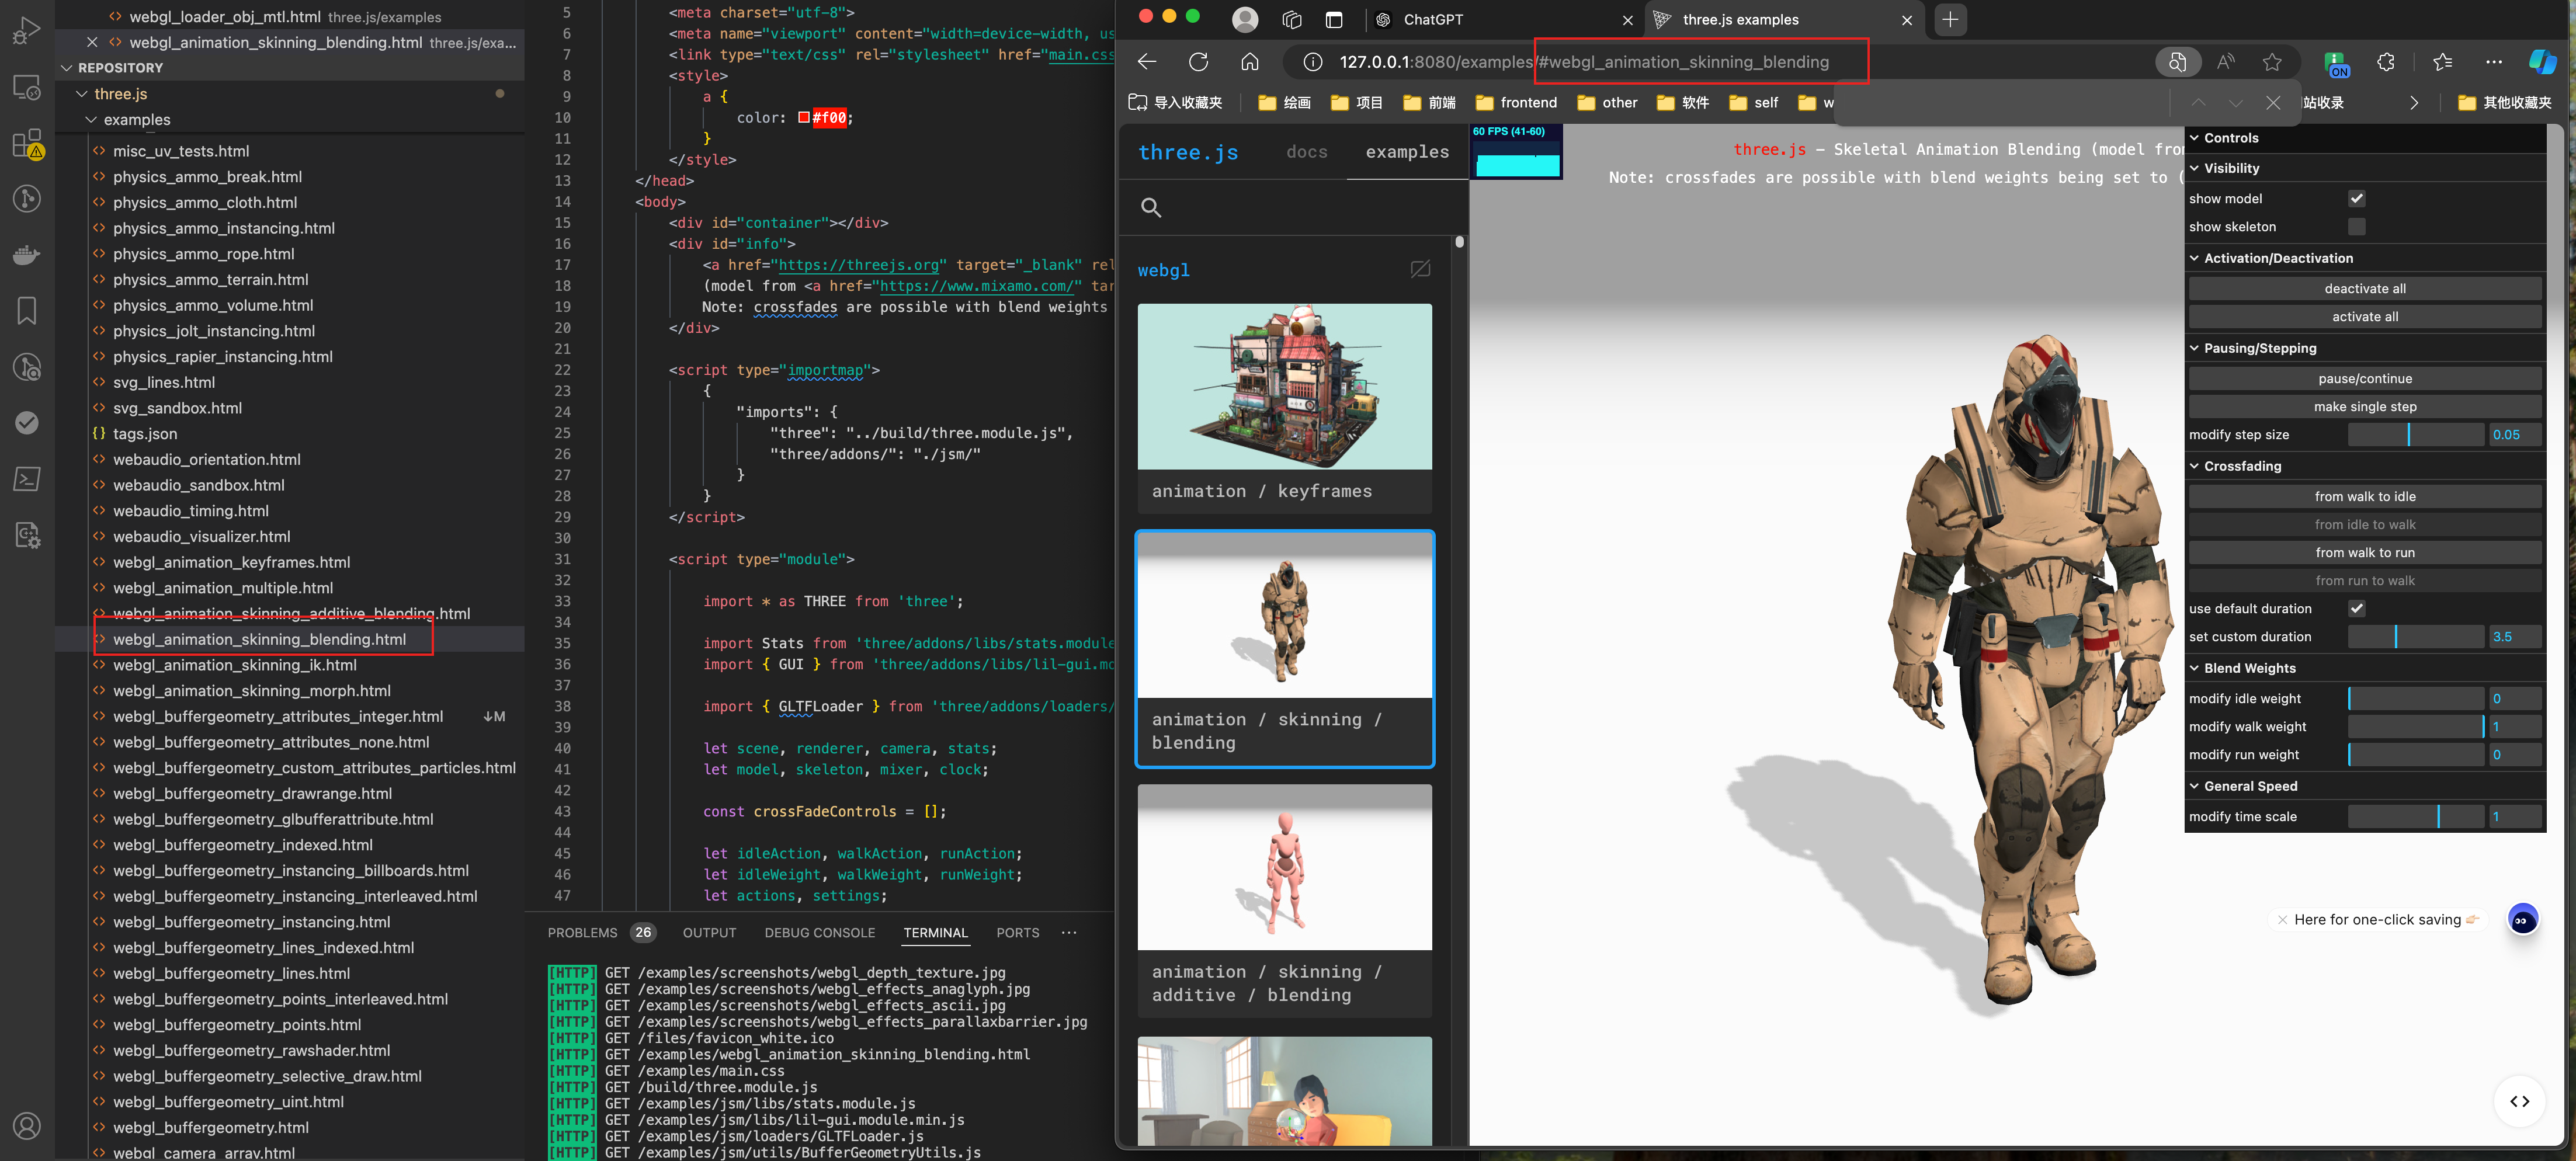 webgl_loader_obj_mtl.html three.js/examples
webgl_animation_skinning_blending.html three.js/exa...
REPOSITORY
three.js
examples
misc_uv_tests.html
physics_ammo_break.html
physics_ammo_cloth.html
physics_ammo_instancing.html
physics_ammo_rope.html
physics_ammo_terrain.html
physics_ammo_volume.html
physics_jolt_instancing.html
physics_rapier_instancing.html
svg_lines.html
svg_sandbox.html
{} tags.json
webaudio_orientation.html
webaudio_sandbox.html
webaudio_timing.html
webaudio_visualizer.html
webgl_animation_keyframes.html
webgl_animation_multiple.html
webgl_animation_skinning_additive_blending.html
webgl_animation_skinning_blending.html
webgl_animation_skinning_ik.html
webgl_animation_skinning_morph.html
webgl_buffergeometry_attributes_integer.html ↓M
webgl_buffergeometry_attributes_none.html
webgl_buffergeometry_custom_attributes_particles.html
webgl_buffergeometry_drawrange.html
webgl_buffergeometry_glbufferattribute.html
webgl_buffergeometry_indexed.html
webgl_buffergeometry_instancing_billboards.html
webgl_buffergeometry_instancing_interleaved.html
webgl_buffergeometry_instancing.html
webgl_buffergeometry_lines_indexed.html
webgl_buffergeometry_lines.html
webgl_buffergeometry_points_interleaved.html
webgl_buffergeometry_points.html
webgl_buffergeometry_rawshader.html
webgl_buffergeometry_selective_draw.html
webgl_buffergeometry_uint.html
webgl_buffergeometry.html
webgl_camera_array.html
5 <meta charset="utf-8">
6 <meta name="viewport" content="width=device-width, us
7 <link type="text/css" rel="stylesheet" href="main.css
8 <style>
9 a {
10 color: #f00;
11 }
12 </style>
13 </head>
14 <body>
15 <div id="container"></div>
16 <div id="info">
17 <a href="https://threejs.org" target="_blank" rel
18 (model from <a href="https://www.mixamo.com/" tar
19 Note: crossfades are possible with blend weights
20 </div>
21
22 <script type="importmap">
23 {
24 "imports": {
25 "three": "../build/three.module.js",
26 "three/addons/": "./jsm/"
27 }
28 }
29 </script>
30
31 <script type="module">
32
33 import * as THREE from 'three';
34
35 import Stats from 'three/addons/libs/stats.module
36 import { GUI } from 'three/addons/libs/lil-gui.mo
37
38 import { GLTFLoader } from 'three/addons/loaders/
39
40 let scene, renderer, camera, stats;
41 let model, skeleton, mixer, clock;
42
43 const crossFadeControls = [];
44
45 let idleAction, walkAction, runAction;
46 let idleWeight, walkWeight, runWeight;
47 let actions, settings;
PROBLEMS 26 OUTPUT DEBUG CONSOLE TERMINAL PORTS ···
[HTTP] GET /examples/screenshots/webgl_depth_texture.jpg
[HTTP] GET /examples/screenshots/webgl_effects_anaglyph.jpg
[HTTP] GET /examples/screenshots/webgl_effects_ascii.jpg
[HTTP] GET /examples/screenshots/webgl_effects_parallaxbarrier.jpg
[HTTP] GET /files/favicon_white.ico
[HTTP] GET /examples/webgl_animation_skinning_blending.html
[HTTP] GET /examples/main.css
[HTTP] GET /build/three.module.js
[HTTP] GET /examples/jsm/libs/stats.module.js
[HTTP] GET /examples/jsm/libs/lil-gui.module.min.js
[HTTP] GET /examples/jsm/loaders/GLTFLoader.js
[HTTP] GET /examples/jsm/utils/BufferGeometryUtils.js
ChatGPT
three.js examples
127.0.0.1:8080/examples/#webgl_animation_skinning_blending
ON
导入收藏夹 绘画 项目 前端 frontend other 软件 self w 站收录 其他收藏夹
three.js docs examples
webgl
animation / keyframes
animation / skinning /
blending
animation / skinning /
additive / blending
60 FPS (41-60)
three.js - Skeletal Animation Blending (model fro
Note: crossfades are possible with blend weights being set to (
Controls
Visibility
show model
show skeleton
Activation/Deactivation
deactivate all
activate all
Pausing/Stepping
pause/continue
make single step
modify step size 0.05
Crossfading
from walk to idle
from idle to walk
from walk to run
from run to walk
use default duration
set custom duration 3.5
Blend Weights
modify idle weight 0
modify walk weight 1
modify run weight 0
General Speed
modify time scale 1
Here for one-click saving 👉🏻